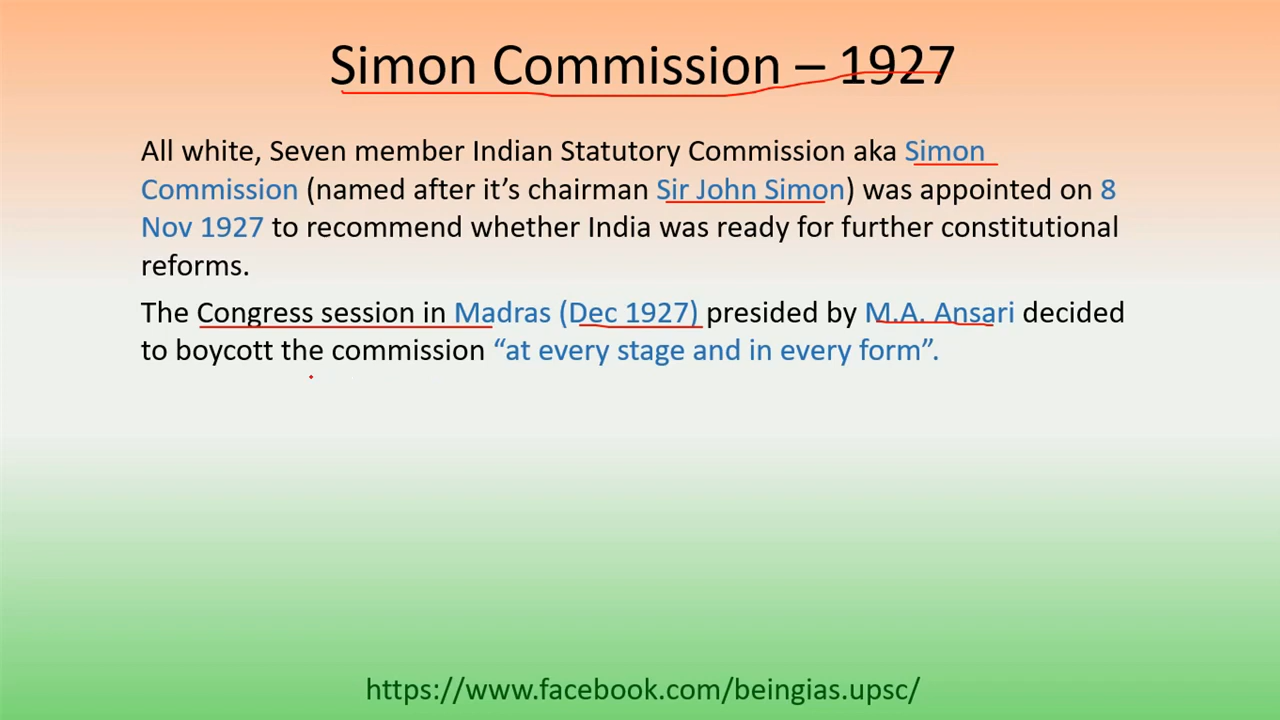 Simon Commission – 1927
All white, Seven member Indian Statutory Commission aka Simon
Commission (named after it’s chairman Sir John Simon) was appointed on 8
Nov 1927 to recommend whether India was ready for further constitutional
reforms.
The Congress session in Madras (Dec 1927) presided by M.A. Ansari decided
to boycott the commission “at every stage and in every form”.
https://www.facebook.com/beingias.upsc/